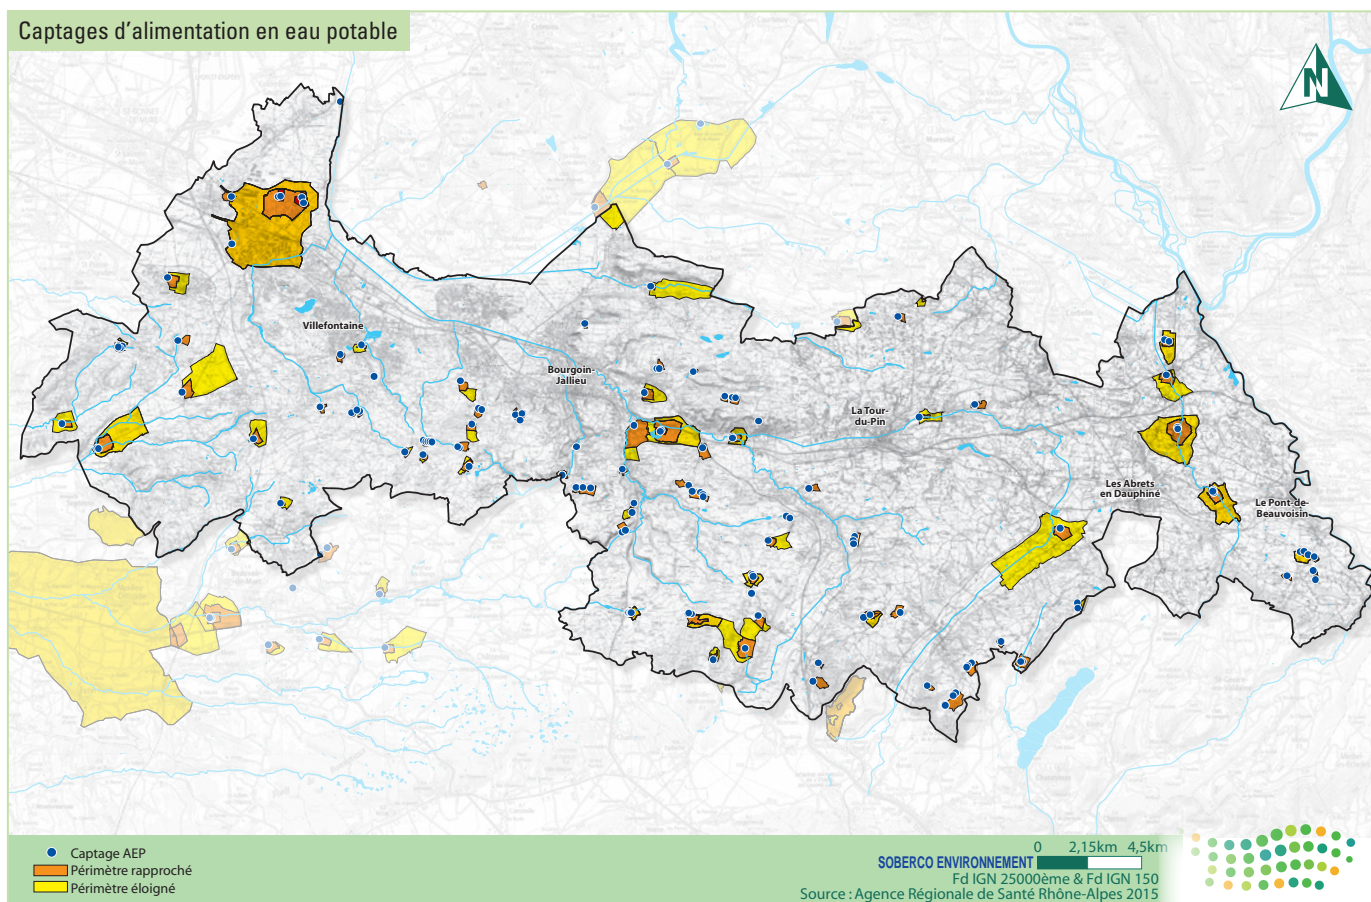 Captages d'alimentation en eau potable
N
Villefontaine
Bourgoin-
Jallieu
La Tour-
du-Pin
Les Abrets
en Dauphiné
Le Pont-de-
Beauvoisin
Captage AEP
Périmètre rapproché
Périmètre éloigné
0 2,15km 4,5km
SOBERCO ENVIRONNEMENT
Fd IGN 25000ème & Fd IGN 150
Source : Agence Régionale de Santé Rhône-Alpes 2015